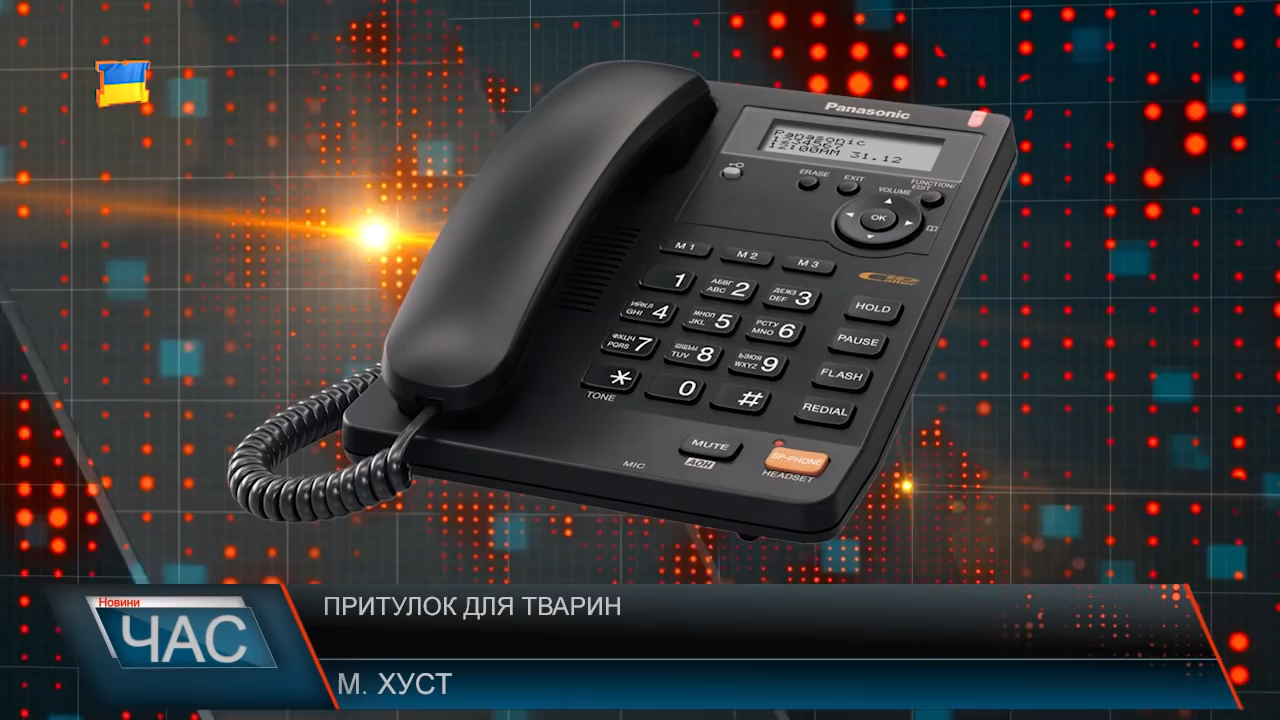 Panasonic
Panasonic
12:00AM 31.12
ERASE EXIT
VOLUME
FUNCTION/
EDIT
OK
M 1 M 2 M 3
1
АБВГ
ABC 2
ДЕЖЗ
DEF 3
HOLD
ИЙКЛ
GHI 4
МНОП
JKL 5
РСТУ
MNO 6
PAUSE
ФХЦЧ
PQRS 7
ШЩЬЫ
TUV 8
ЬЭЮЯ
WXYZ 9
FLASH
* 0 #
TONE
REDIAL
MUTE
АОН
MIC
SP-PHONE
HEADSET
Новини
ЧАС
ПРИТУЛОК ДЛЯ ТВАРИН
М. ХУСТ